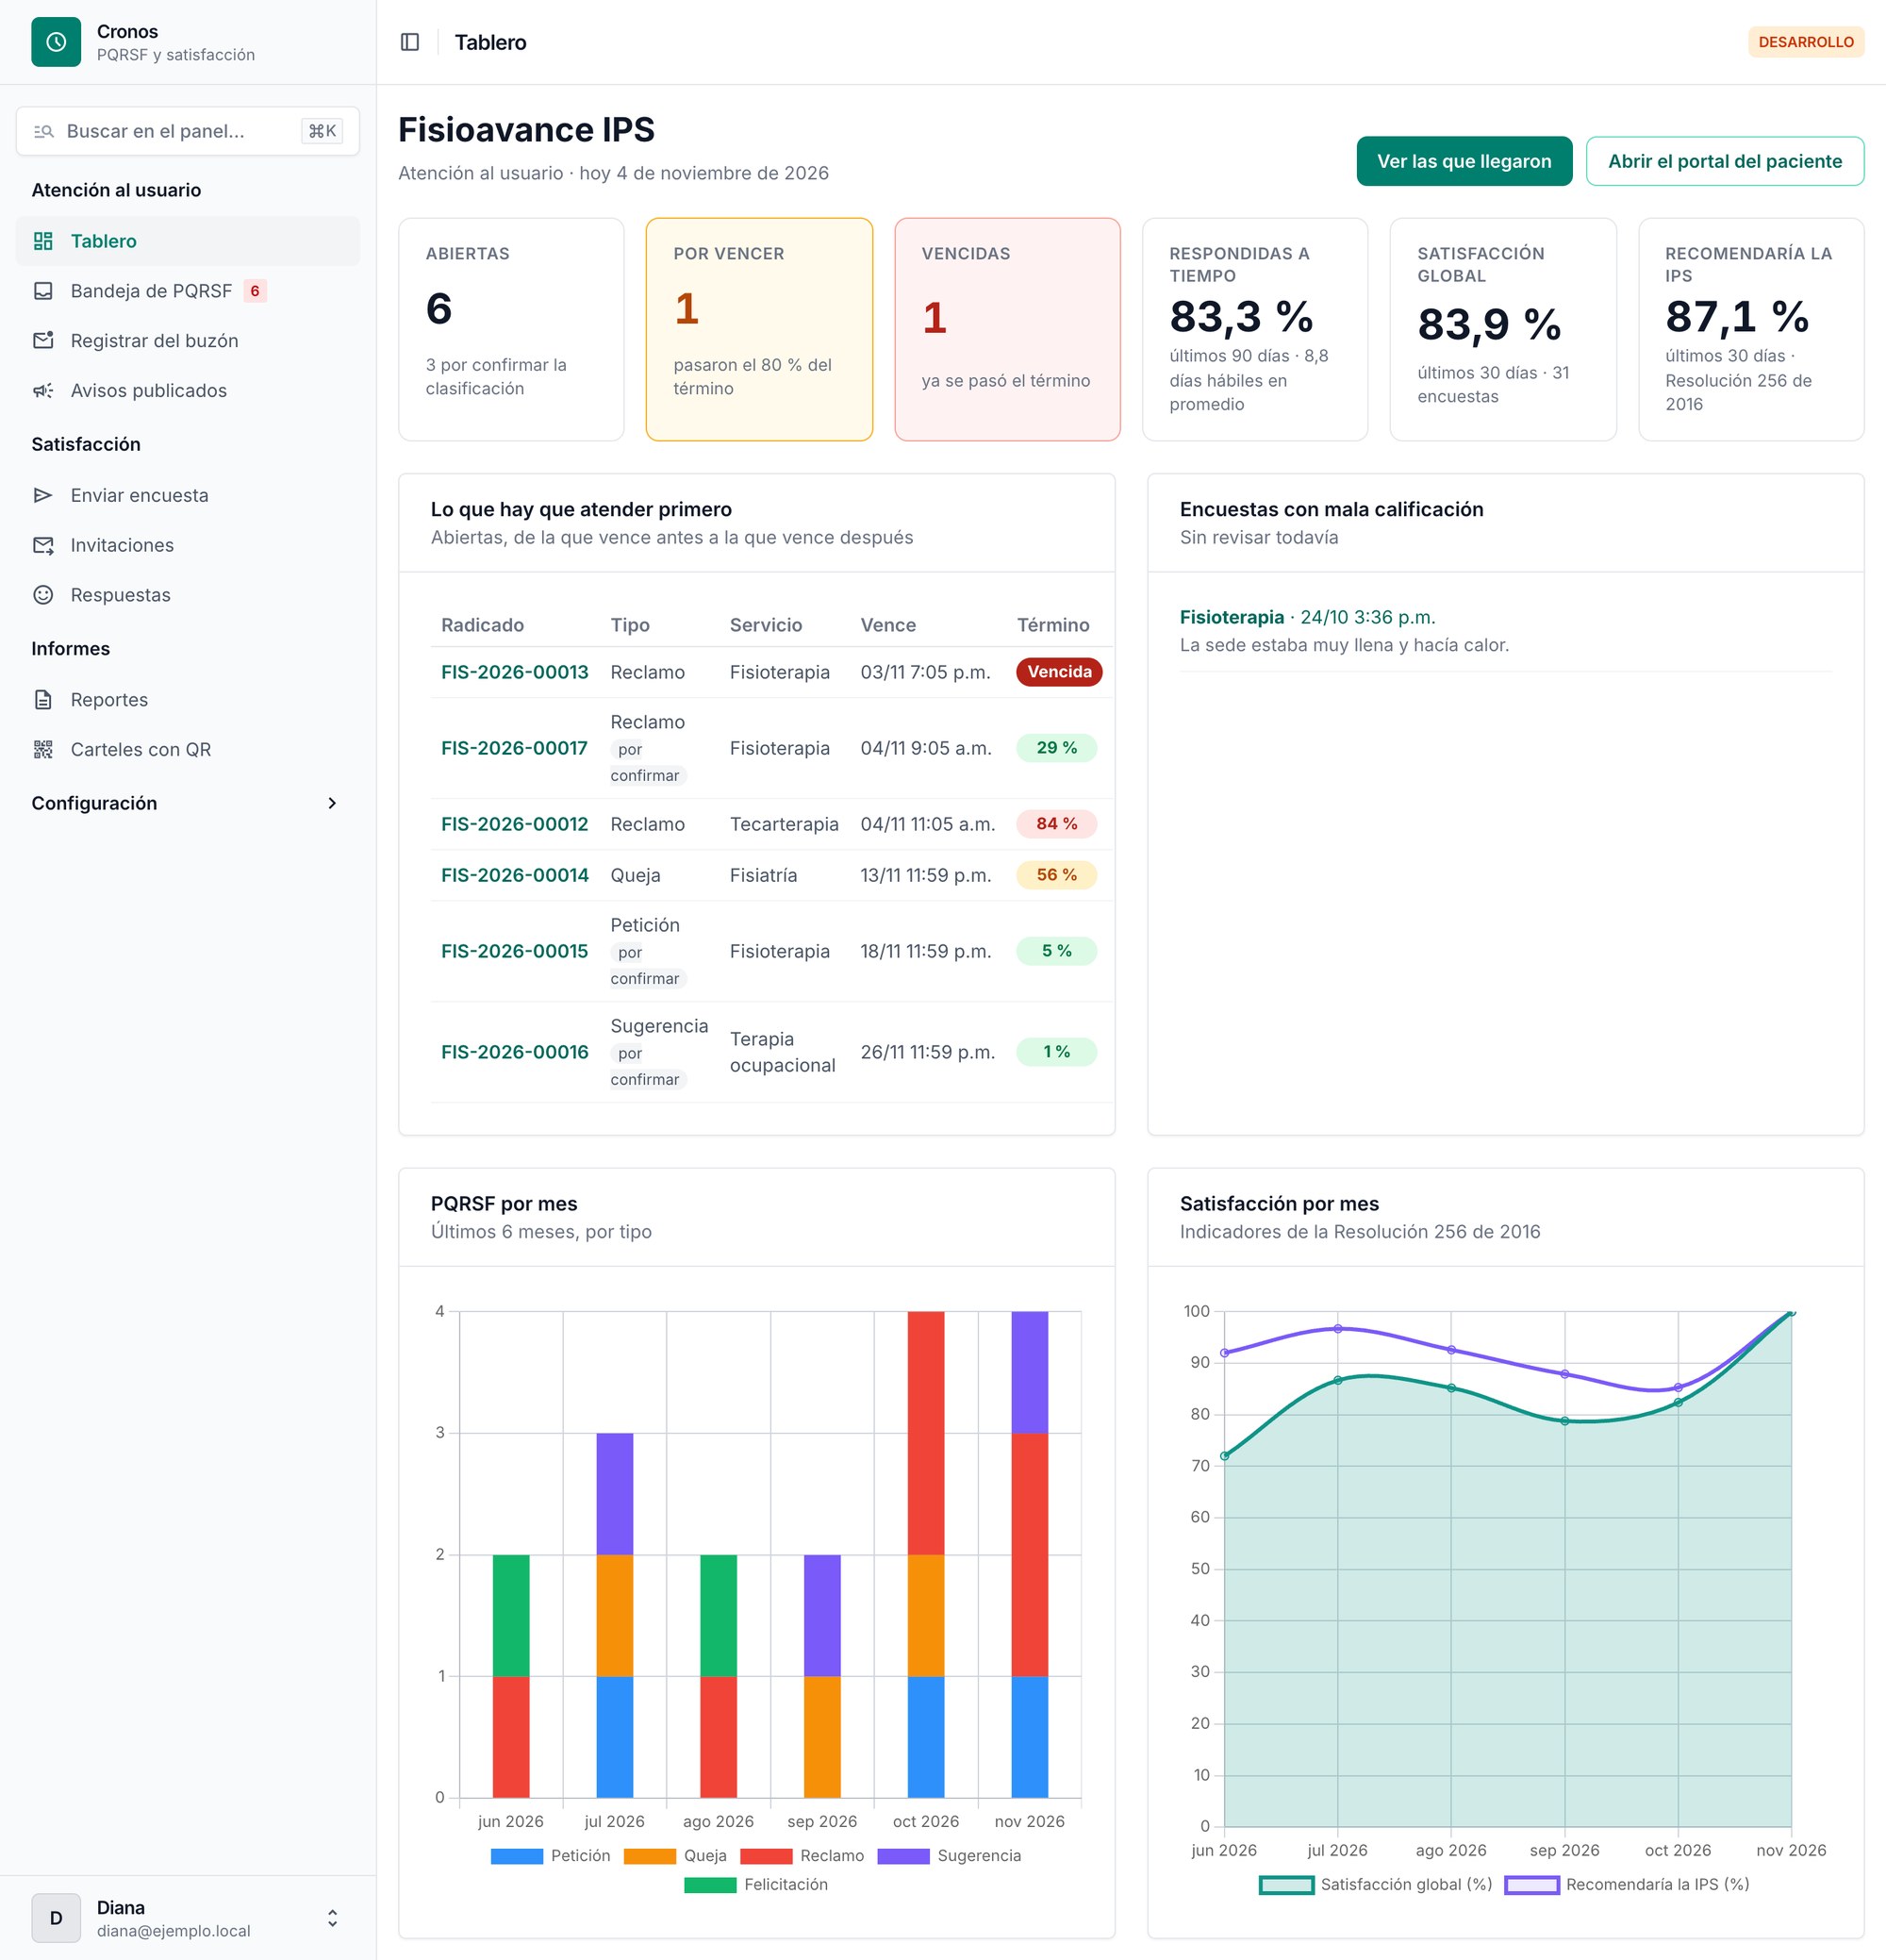 Cronos
PQRSF y satisfacción
Buscar en el panel...
⌘K
Atención al usuario
Tablero
Bandeja de PQRSF 6
Registrar del buzón
Avisos publicados
Satisfacción
Enviar encuesta
Invitaciones
Respuestas
Informes
Reportes
Carteles con QR
Configuración
D
Diana
diana@ejemplo.local
Tablero
DESARROLLO
Fisioavance IPS
Atención al usuario · hoy 4 de noviembre de 2026
Ver las que llegaron
Abrir el portal del paciente
ABIERTAS
6
3 por confirmar la
clasificación
POR VENCER
1
pasaron el 80 % del
término
VENCIDAS
1
ya se pasó el término
RESPONDIDAS A
TIEMPO
83,3 %
últimos 90 días · 8,8
días hábiles en
promedio
SATISFACCIÓN
GLOBAL
83,9 %
últimos 30 días · 31
encuestas
RECOMENDARÍA LA
IPS
87,1 %
últimos 30 días ·
Resolución 256 de
2016
Lo que hay que atender primero
Abiertas, de la que vence antes a la que vence después
Radicado Tipo Servicio Vence Término
FIS-2026-00013 Reclamo Fisioterapia 03/11 7:05 p.m. Vencida
Reclamo
por
FIS-2026-00017 Fisioterapia 04/11 9:05 a.m. 29 %
confirmar
FIS-2026-00012 Reclamo Tecarterapia 04/11 11:05 a.m. 84 %
FIS-2026-00014 Queja Fisiatría 13/11 11:59 p.m. 56 %
Petición
por
FIS-2026-00015 Fisioterapia 18/11 11:59 p.m. 5 %
confirmar
Sugerencia
por
FIS-2026-00016 Terapia
ocupacional 26/11 11:59 p.m. 1 %
confirmar
Encuestas con mala calificación
Sin revisar todavía
Fisioterapia · 24/10 3:36 p.m.
La sede estaba muy llena y hacía calor.
PQRSF por mes
Últimos 6 meses, por tipo
4
3
2
1
0
jun 2026 jul 2026 ago 2026 sep 2026 oct 2026 nov 2026
Petición Queja Reclamo Sugerencia
Felicitación
Satisfacción por mes
Indicadores de la Resolución 256 de 2016
100
90
80
70
60
50
40
30
20
10
0
jun 2026 jul 2026 ago 2026 sep 2026 oct 2026 nov 2026
Satisfacción global (%) Recomendaría la IPS (%)